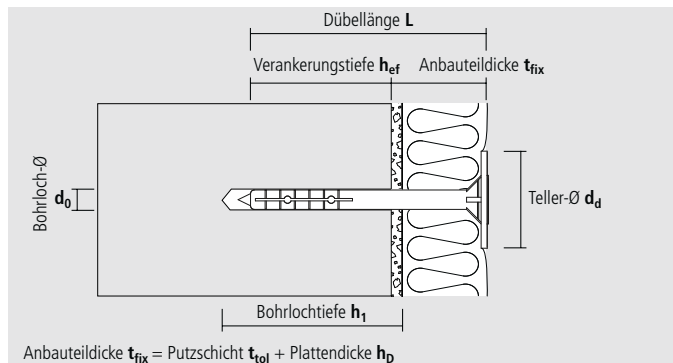 Dübellänge L
Verankerungstiefe hef
Anbauteildicke tfix
Bohrloch-Ø
d0
Teller-Ø dd
Bohrlochtiefe h1
Anbauteildicke tfix = Putzschicht ttol + Plattendicke hD